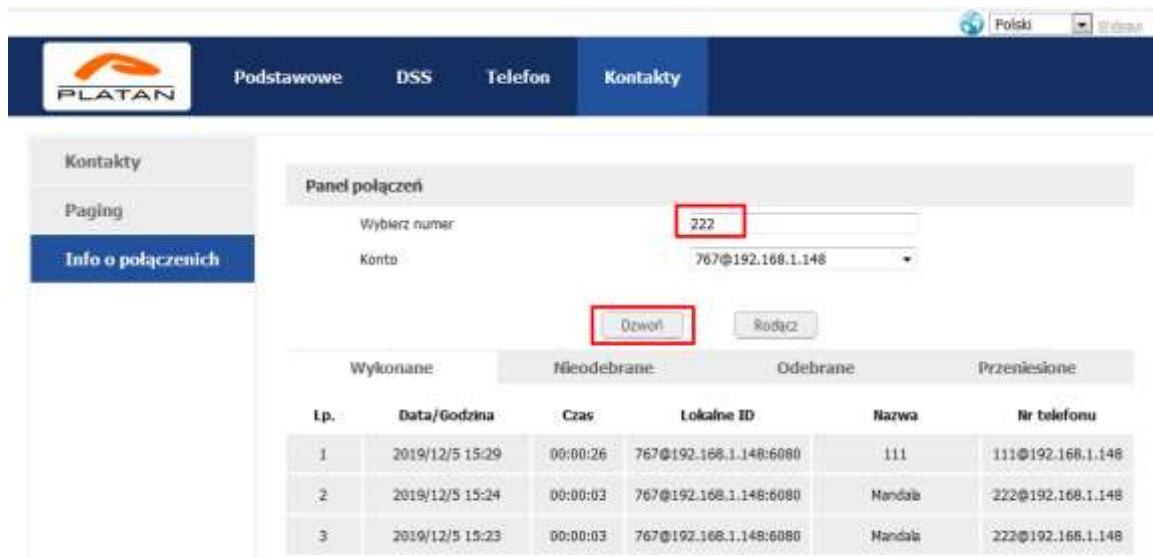 Polski
PLATAN
Podstawowe DSS Telefon Kontakty
Kontakty
Paging
Info o połączenich
Panel połączeń
Wybierz numer 222
Konto 767@192.168.1.148
Dzwoń
Wykonane Nieodebrane Odebrane Przeniesione
Lp. Data/Godzina Czas Lokalne ID Nazwa Nr telefonu
1 2019/12/5 15:29 00:00:26 767@192.168.1.148:6080 111 111@192.168.1.148
2 2019/12/5 15:24 00:00:03 767@192.168.1.148:6080 Mandala 222@192.168.1.148
3 2019/12/5 15:23 00:00:03 767@192.168.1.148:6080 Mandala 222@192.168.1.148